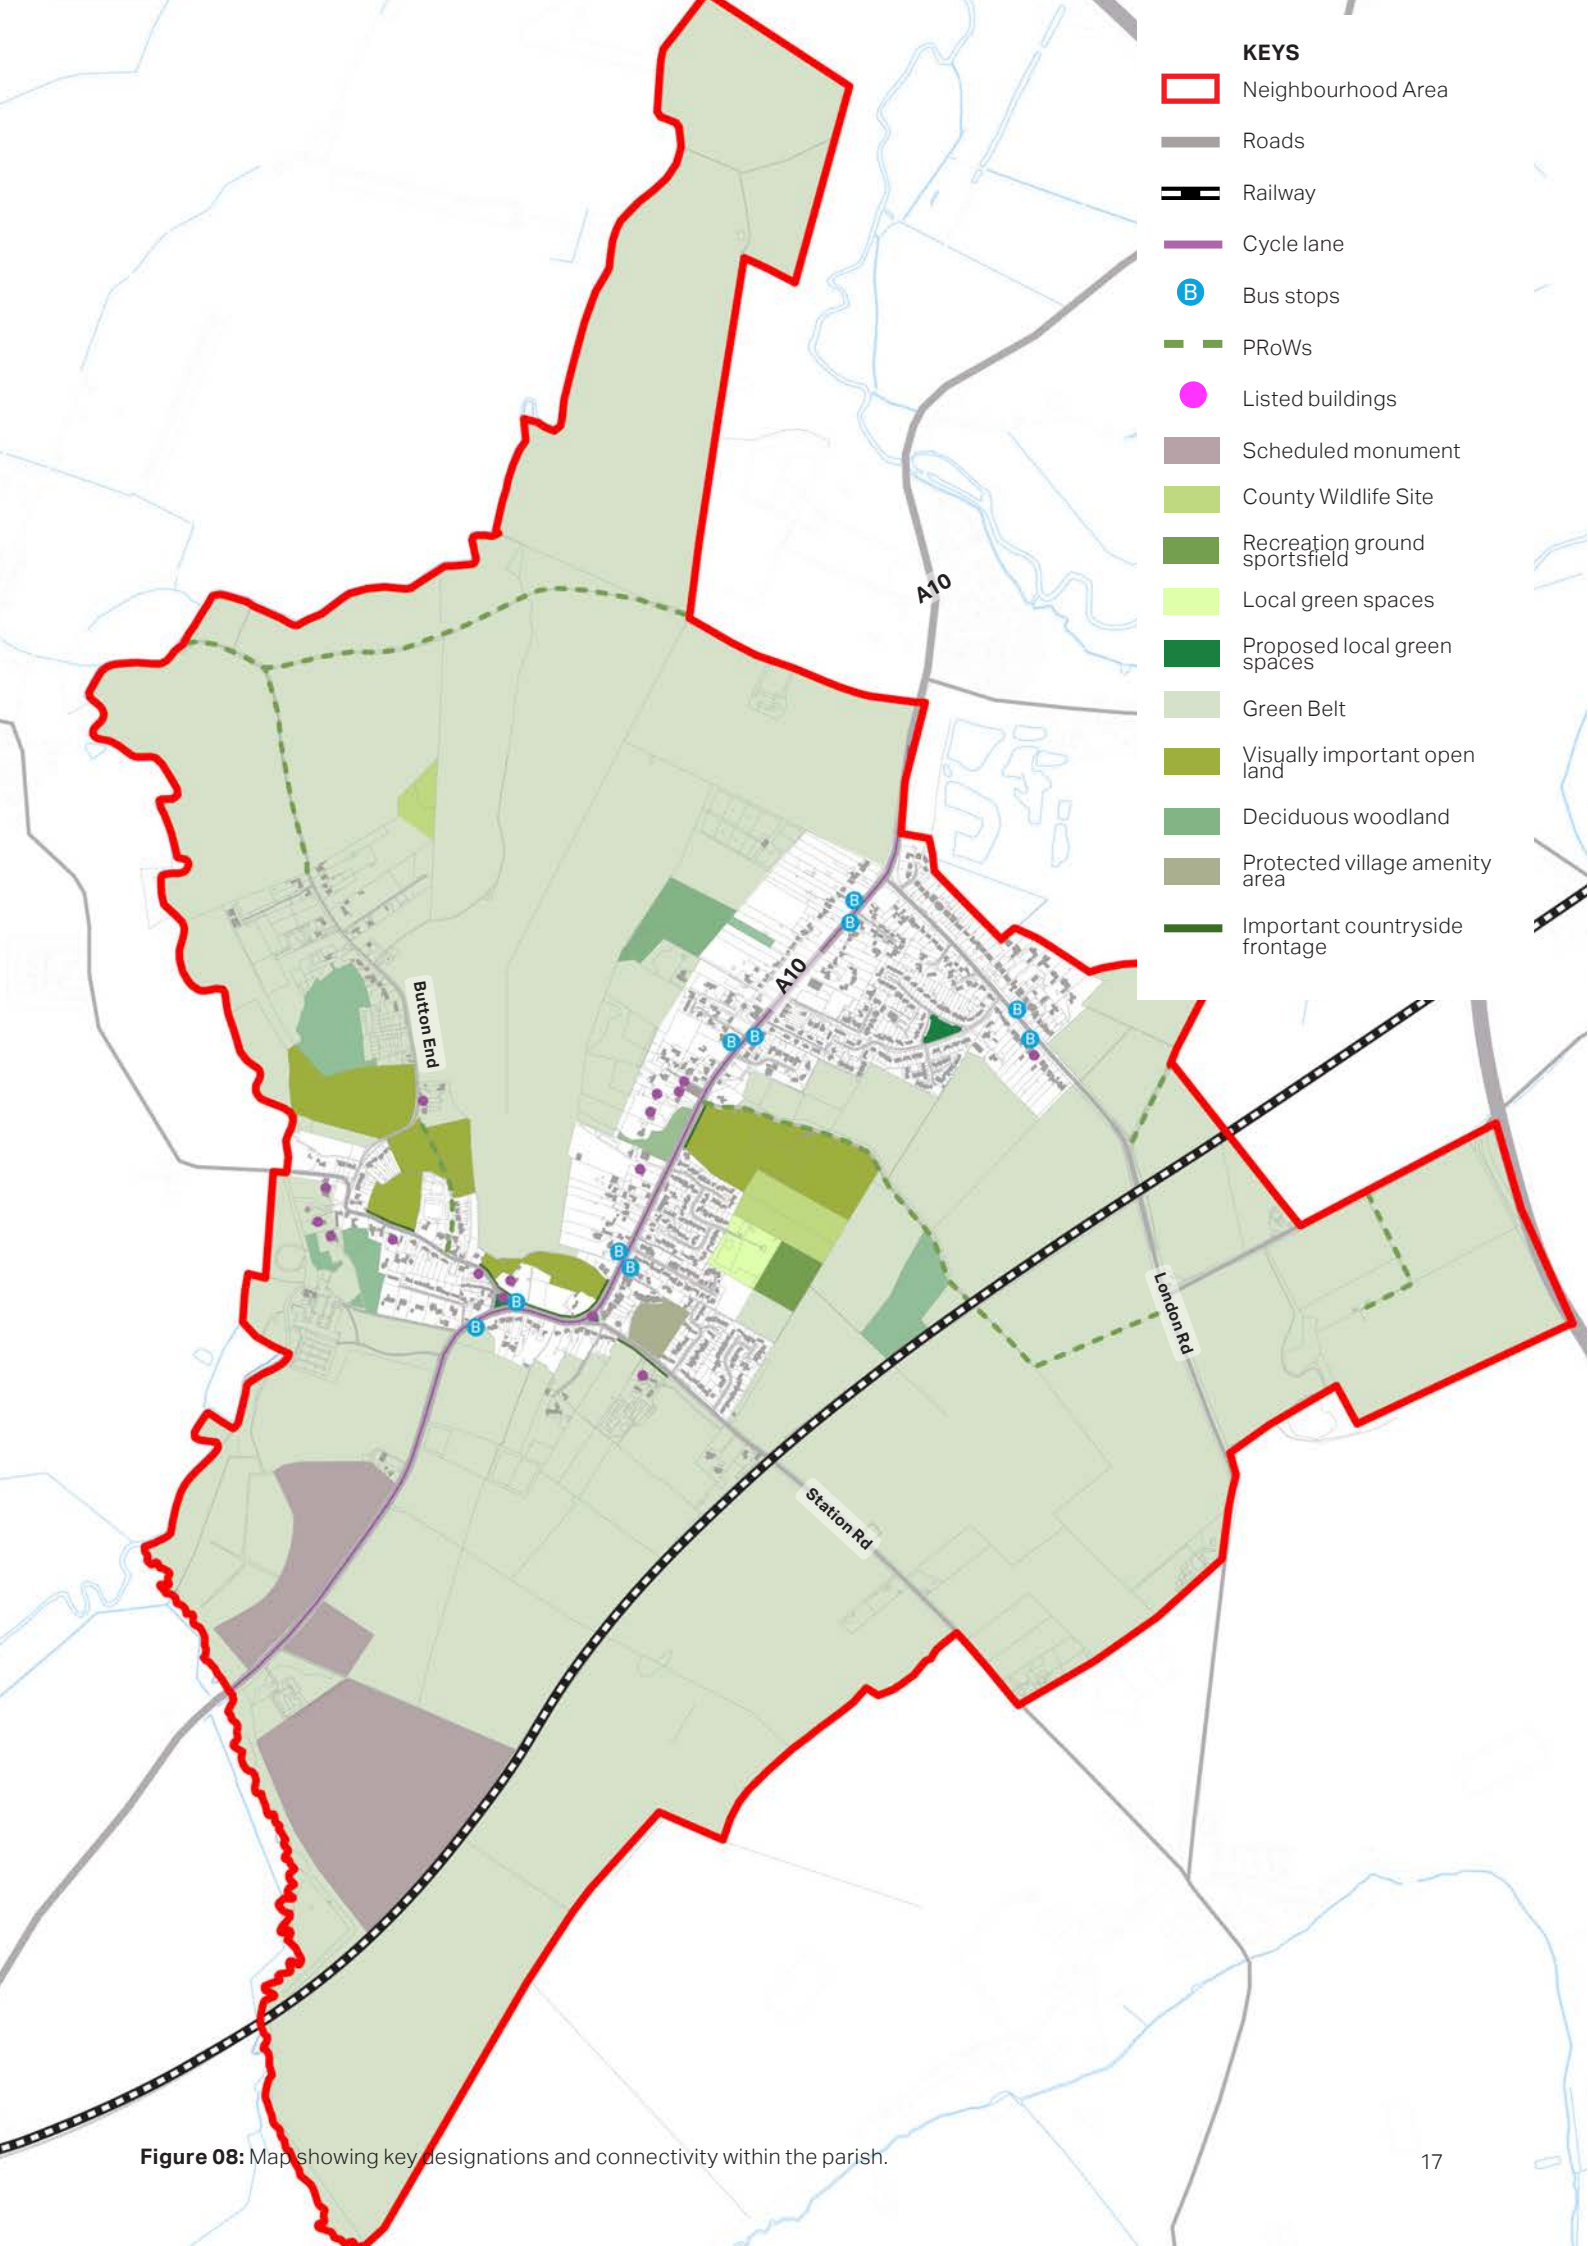 KEYS
Neighbourhood Area
Roads
Railway
Cycle lane
B
Bus stops
PRoWs
Listed buildings
Scheduled monument
County Wildlife Site
Recreation ground
sportsfield
Local green spaces
Proposed local green
spaces
Green Belt
Visually important open
land
Deciduous woodland
Protected village amenity
area
Important countryside
frontage
A10
B
B
A10
B
B
B
B
Button End
B
B
B
B
London Rd
Station Rd
Figure 08: Map showing key designations and connectivity within the parish.
17